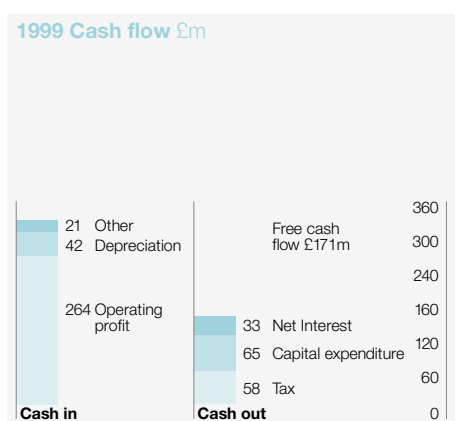 1999 Cash flow £m
21 Other
42 Depreciation
264 Operating
profit
Cash in
Free cash
flow £171m
33 Net Interest
65 Capital expenditure
58 Tax
Cash out
360
300
240
160
120
60
0